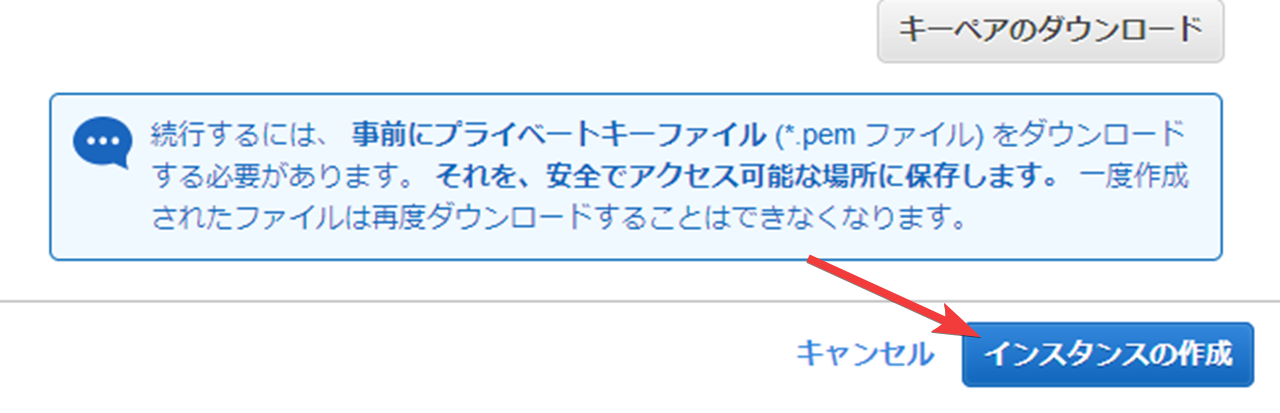 キーペアのダウンロード
続行するには、 事前にプライベートキーファイル (*.pem ファイル) をダウンロード
する必要があります。 それを、安全でアクセス可能な場所に保存します。 一度作成
されたファイルは再度ダウンロードすることはできなくなります。
キャンセル インスタンスの作成